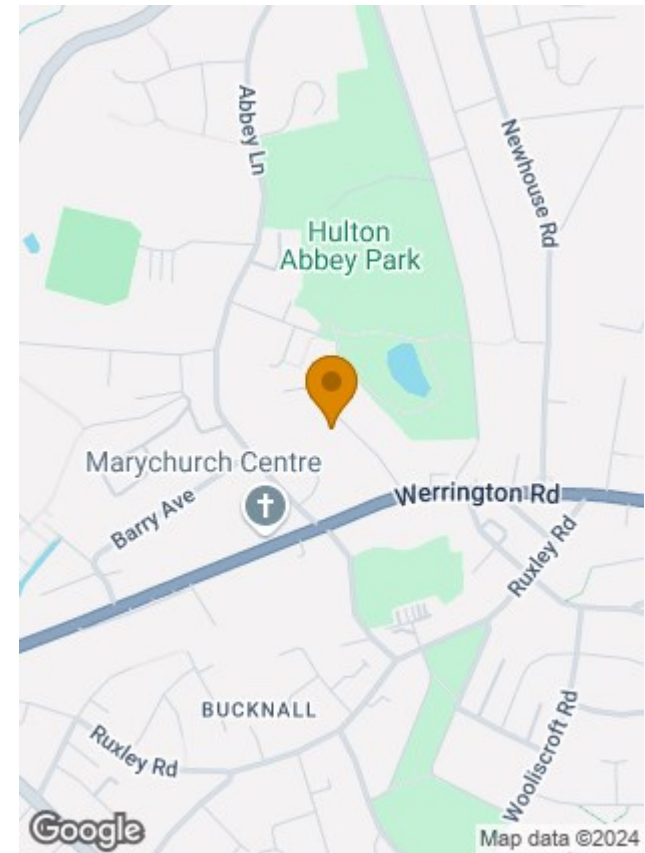 Abbey Ln
Newhouse Rd
Hulton
Abbey Park
Marychurch Centre
Werrington Rd
Barry Ave
Ruxley Rd
BUCKNALL
Ruxley Rd
Wooliscroft Rd
Google
Map data ©2024